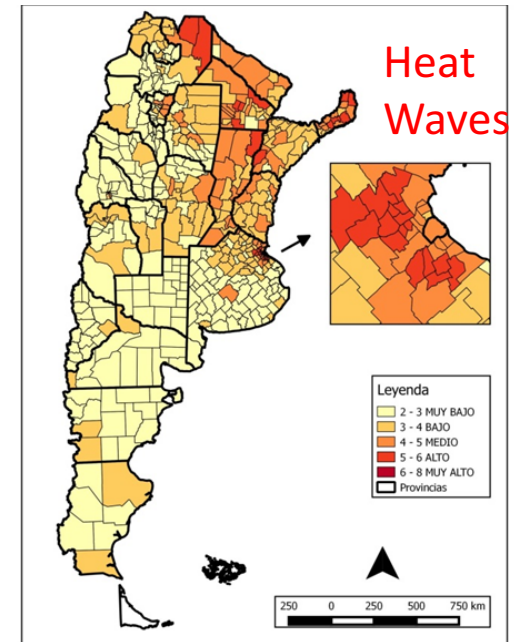 Heat
Waves
Leyenda
2 - 3 MUY BAJO
3 - 4 BAJO
4 - 5 MEDIO
5 - 6 ALTO
6 - 8 MUY ALTO
Provincias
250 0 250 500 750 km